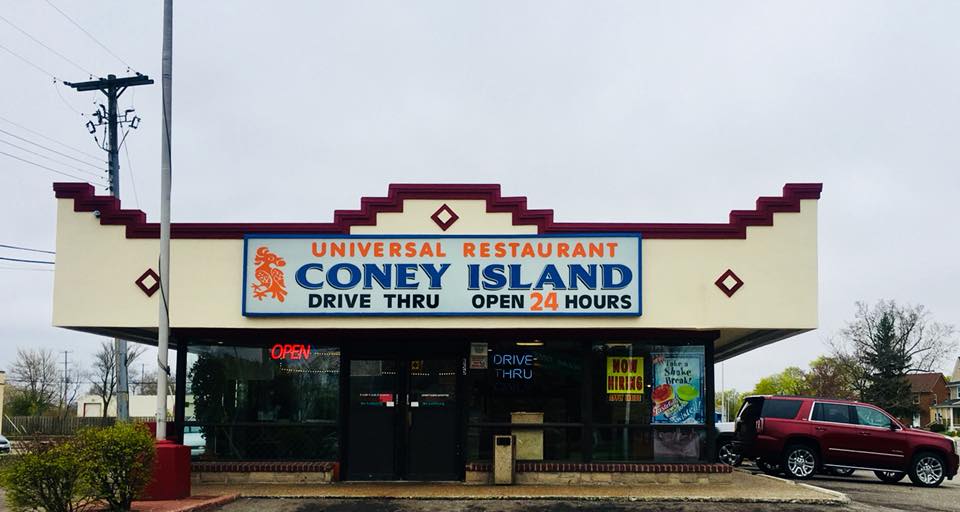 UNIVERSAL RESTAURANT
CONEY ISLAND
DRIVE THRU OPEN 24 HOURS
OPEN
DRIVE
THRU
NOW
HIRING
Take a
Shake
Break!